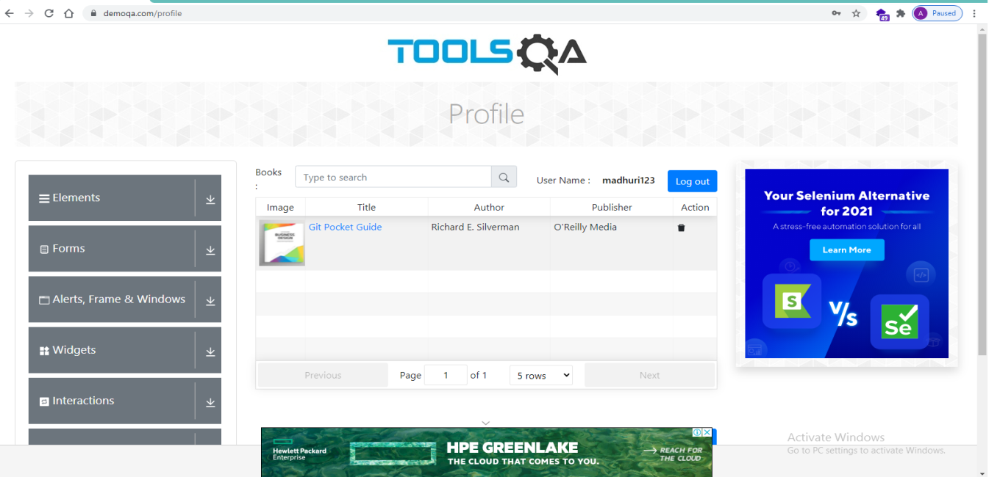 demoqa.com/profile
49
A
Paused
TOOLSQA
Profile
Elements
Forms
Alerts, Frame & Windows
Widgets
Interactions
Books
:
Type to search
User Name : madhuri123
Log out
Image Title Author Publisher Action
BUSINESS
DESIGN
Git Pocket Guide Richard E. Silverman O'Reilly Media
Previous Page 1 of 1 5 rows Next
Your Selenium Alternative
for 2021
A stress-free automation solution for all
Learn More
S
V/s
Se
Hewlett Packard
Enterprise
HPE GREENLAKE
THE CLOUD THAT COMES TO YOU.
REACH FOR
THE CLOUD
Activate Windows
Go to PC settings to activate Windows.